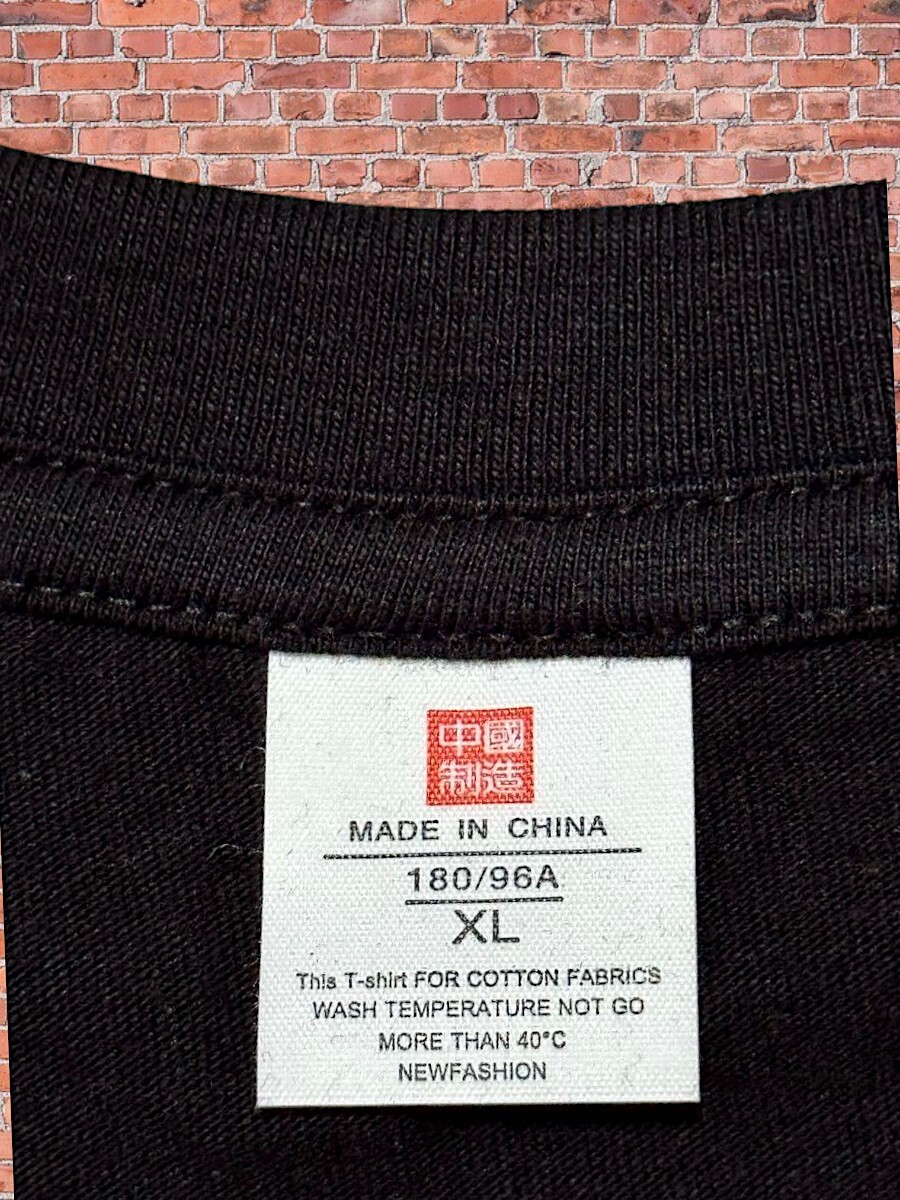 中國
制造
MADE IN CHINA
180/96A
XL
This T-shirt FOR COTTON FABRICS
WASH TEMPERATURE NOT GO
MORE THAN 40°C
NEWFASHION